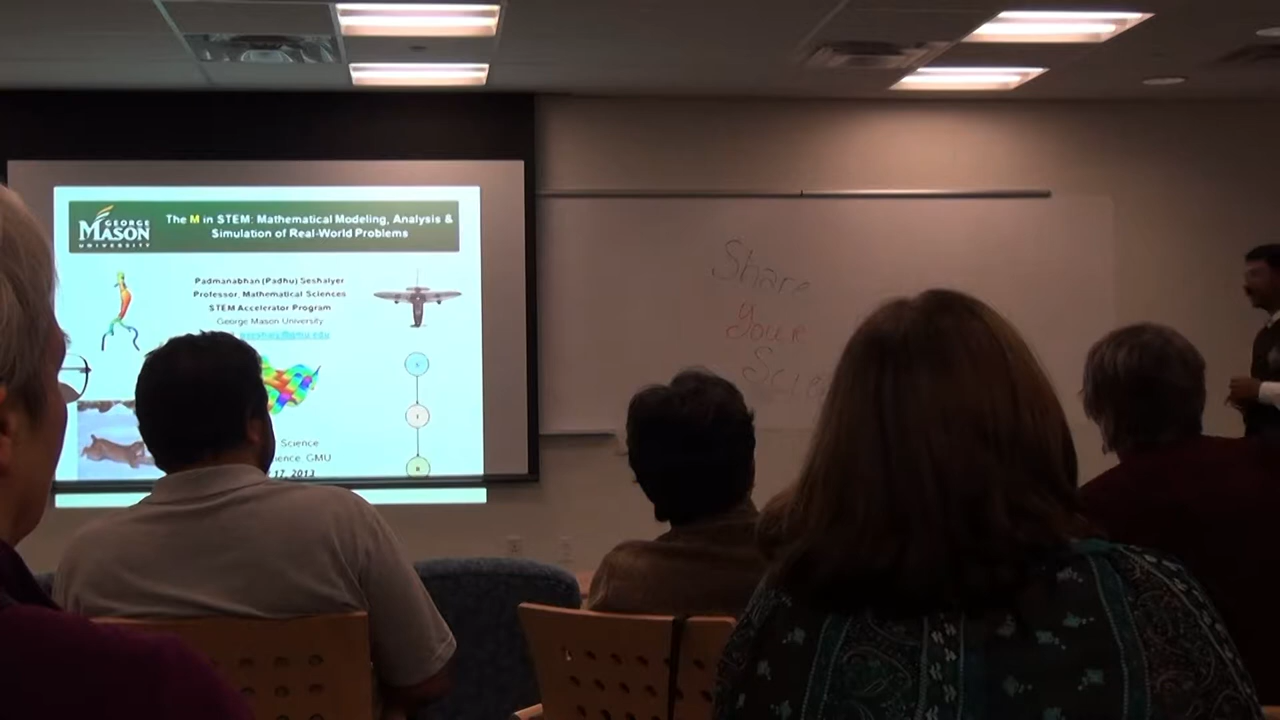 GEORGE
MASON
UNIVERSITY
The M in STEM: Mathematical Modeling, Analysis &
Simulation of Real-World Problems
Padmanabhan (Padhu) Seshaiyer
Professor, Mathematical Sciences
STEM Accelerator Program
George Mason University
Science
GMU
17, 2013
Share
your